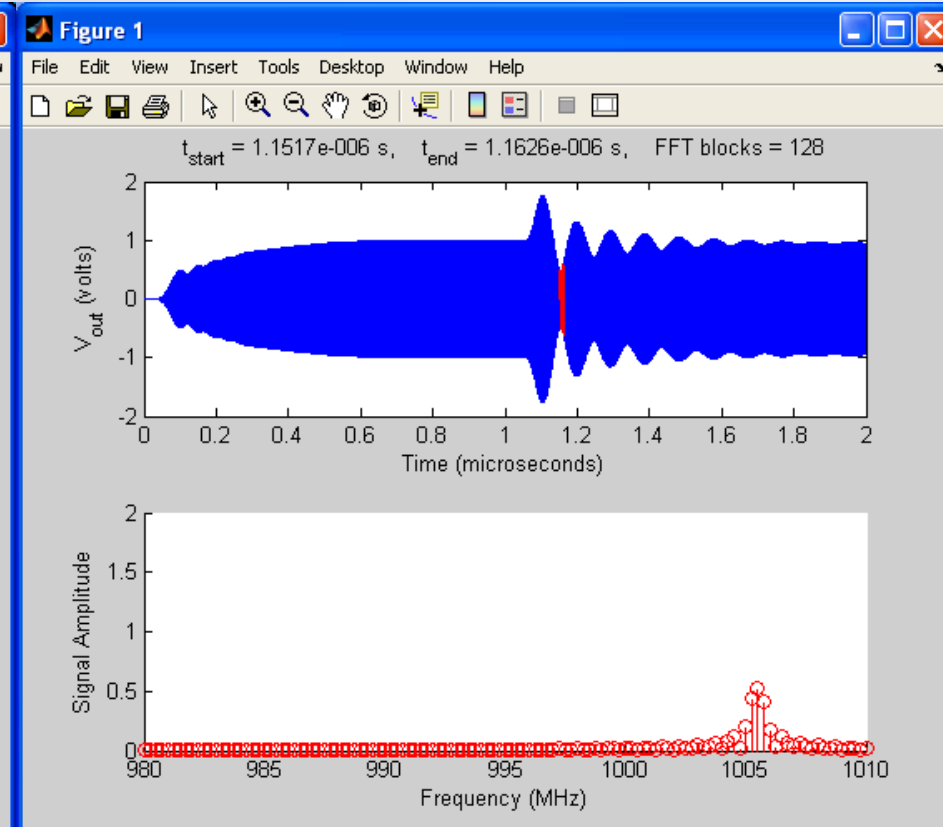 Figure 1
File Edit View Insert Tools Desktop Window Help
t_start = 1.1517e-006 s, t_end = 1.1626e-006 s, FFT blocks = 128
2
1
0
-1
-2
V_out (volts)
0 0.2 0.4 0.6 0.8 1 1.2 1.4 1.6 1.8 2
Time (microseconds)
2
1.5
1
0.5
0
Signal Amplitude
980 985 990 995 1000 1005 1010
Frequency (MHz)